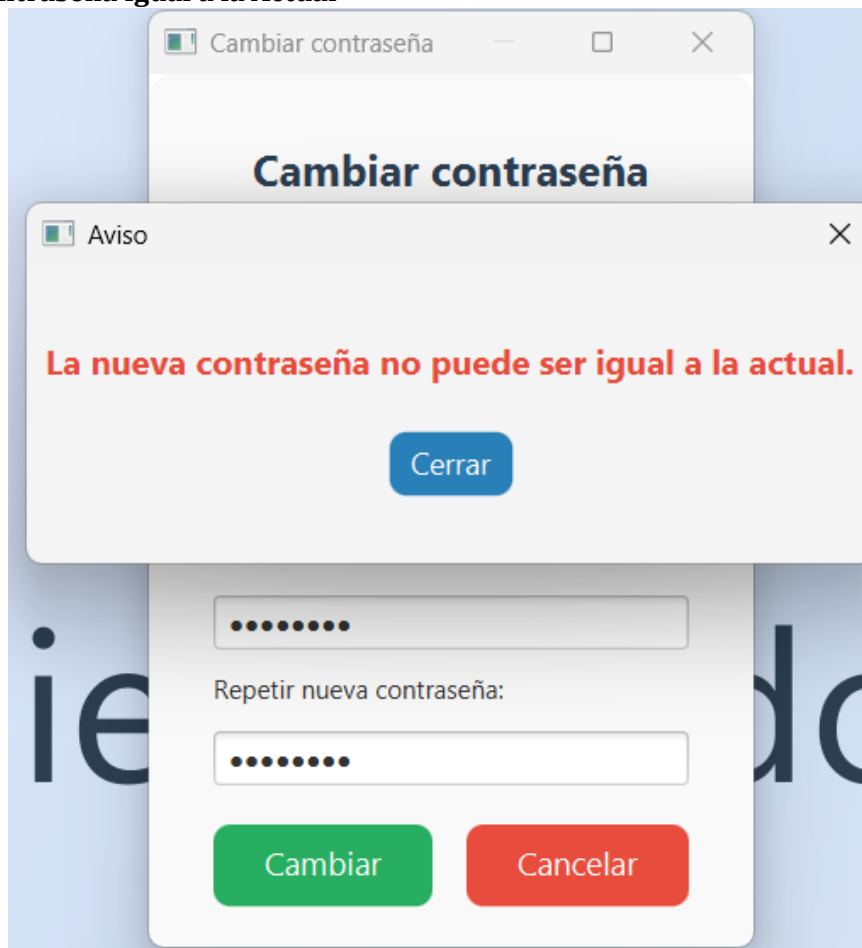 Cambiar contraseña
Cambiar contraseña
Aviso
La nueva contraseña no puede ser igual a la actual.
Cerrar
Repetir nueva contraseña:
Cambiar
Cancelar